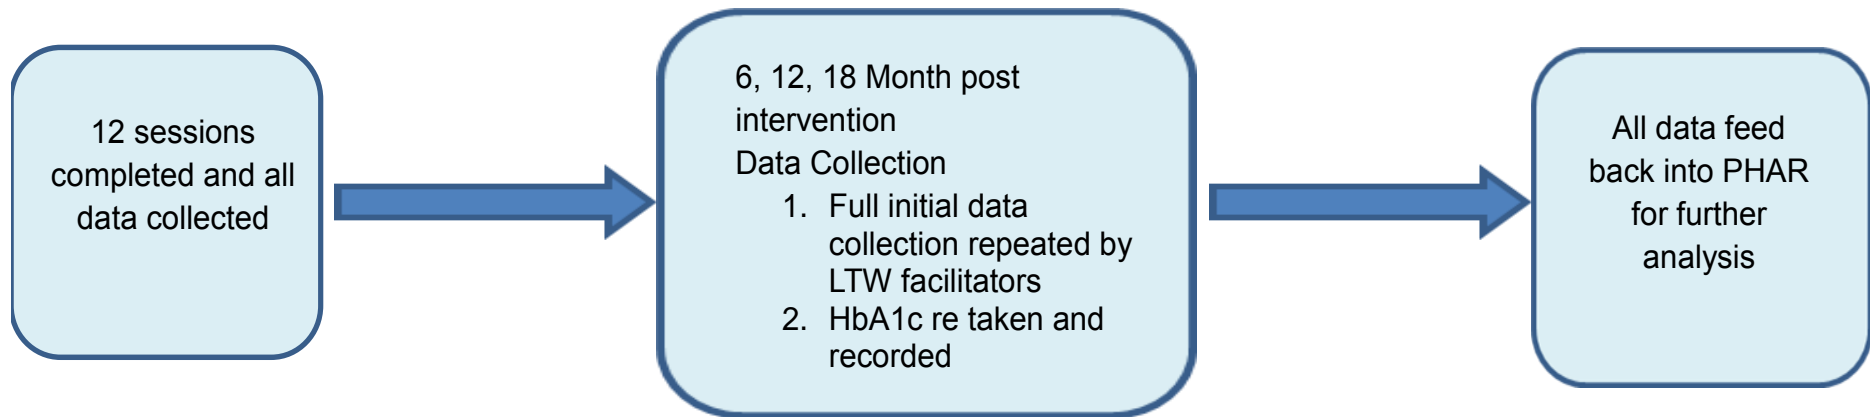 12 sessions
completed and all
data collected
6, 12, 18 Month post
intervention
Data Collection
1. Full initial data
collection repeated by
LTW facilitators
2. HbA1c re taken and
recorded
All data feed
back into PHAR
for further
analysis